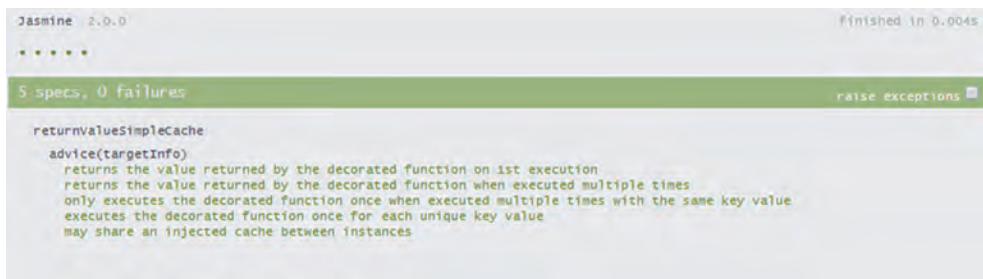 Jasmine 2.0.0
finished in 0.004s
•••••
5 specs, 0 failures
raise exceptions
returnValueSimpleCache
advice(targetInfo)
returns the value returned by the decorated function on 1st execution
returns the value returned by the decorated function when executed multiple times
only executes the decorated function once when executed multiple times with the same key value
executes the decorated function once for each unique key value
may share an injected cache between instances